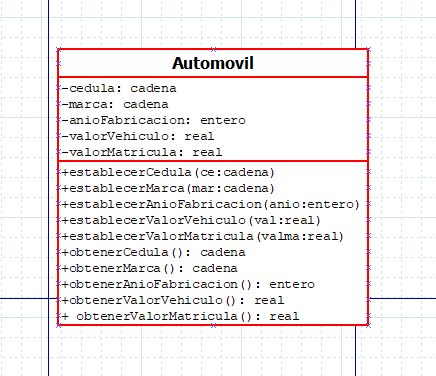 Automovil
-cedula: cadena
-marca: cadena
-anioFabricacion: entero
-valorVehiculo: real
-valorMatricula: real
+establecerCedula(ce:cadena)
+establecerMarca(mar:cadena)
+establecerAnioFabricacion(anio:entero)
+establecerValorVehiculo(val:real)
+establecerValorMatricula(valma:real)
+obtenerCedula(): cadena
+obtenerMarca(): cadena
+obtenerAnioFabricacion(): entero
+obtenerValorVehiculo(): real
+ obtenerValorMatricula(): real